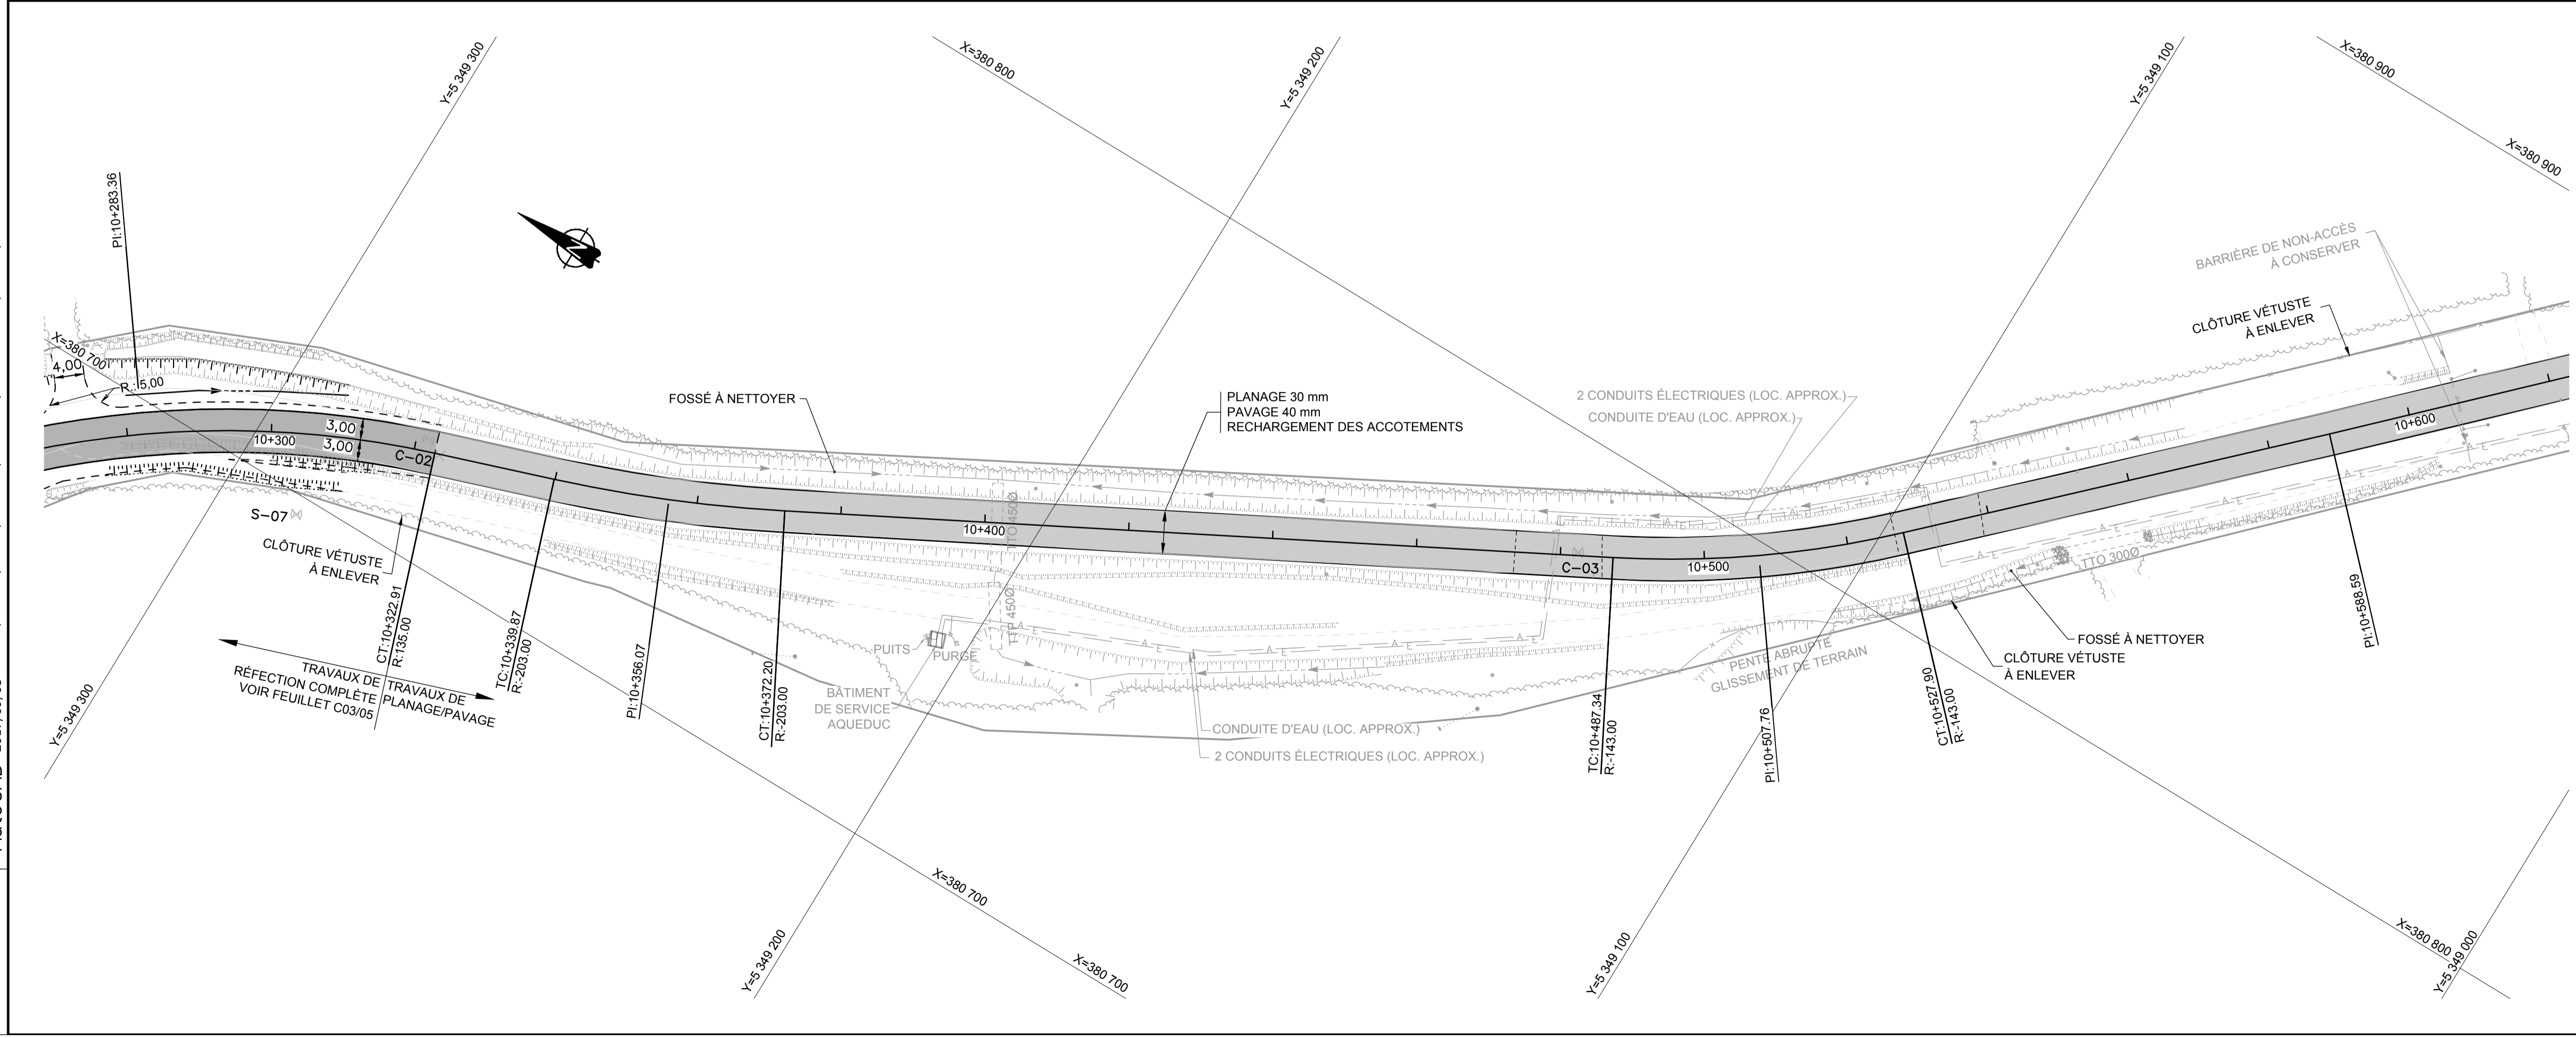 Y=5 349 300
X=380 800
Y=5 349 200
Y=5 349 100
X=380 900
X=380 900
PI:10+283.36
N
BARRIÈRE DE NON-ACCÈS
À CONSERVER
CLÔTURE VÉTUSTE
À ENLEVER
X=380 700
4,00
R.:15,00
FOSSÉ À NETTOYER
PLANAGE 30 mm
PAVAGE 40 mm
RECHARGEMENT DES ACCOTEMENTS
2 CONDUITS ÉLECTRIQUES (LOC. APPROX.)
CONDUITE D'EAU (LOC. APPROX.)
3,00
3,00
10+300
C-02
10+400
10+500
10+600
C-03
S-07
CLÔTURE VÉTUSTE
À ENLEVER
TTO 450Ø
TTP 450Ø
TTO 300Ø
CT:10+322.91
R:135.00
TC:10+339.87
R:-203.00
PI:10+356.07
CT:10+372.20
R:-203.00
TC:10+487.34
R:-143.00
PI:10+507.76
CT:10+527.90
R:-143.00
PI:10+588.59
TRAVAUX DE
RÉFECTION COMPLÈTE
VOIR FEUILLET C03/05
TRAVAUX DE
PLANAGE/PAVAGE
PUITS
PURGE
BÂTIMENT
DE SERVICE
AQUEDUC
PENTE ABRUPTE
GLISSEMENT DE TERRAIN
FOSSÉ À NETTOYER
CLÔTURE VÉTUSTE
À ENLEVER
CONDUITE D'EAU (LOC. APPROX.)
2 CONDUITS ÉLECTRIQUES (LOC. APPROX.)
Y=5 349 300
X=380 700
X=380 700
Y=5 349 200
Y=5 349 100
X=380 800
Y=5 349 000